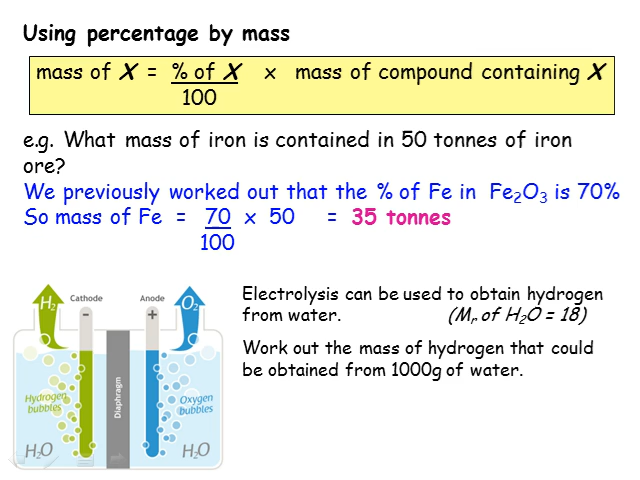 Using percentage by mass
mass of X = % of X x mass of compound containing X
100
e.g. What mass of iron is contained in 50 tonnes of iron
ore?
We previously worked out that the % of Fe in Fe₂O₃ is 70%
So mass of Fe = 70 x 50 = 35 tonnes
100
H₂ Cathode Anode O₂
- +
Electrolysis can be used to obtain hydrogen
from water. (Mr of H₂O = 18)
Work out the mass of hydrogen that could
be obtained from 1000g of water.
Hydrogen
bubbles
Diaphragm
Oxygen
bubbles
H₂O H₂O